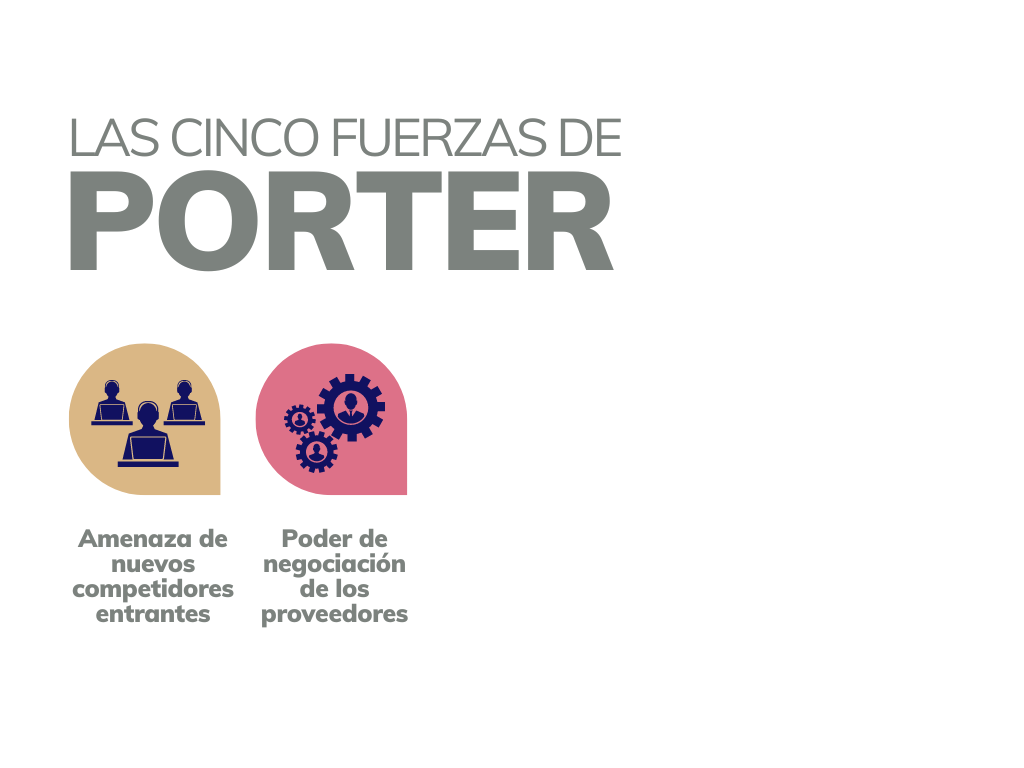 LAS CINCO FUERZAS DE
PORTER
Amenaza de
nuevos
competidores
entrantes
Poder de
negociación
de los
proveedores